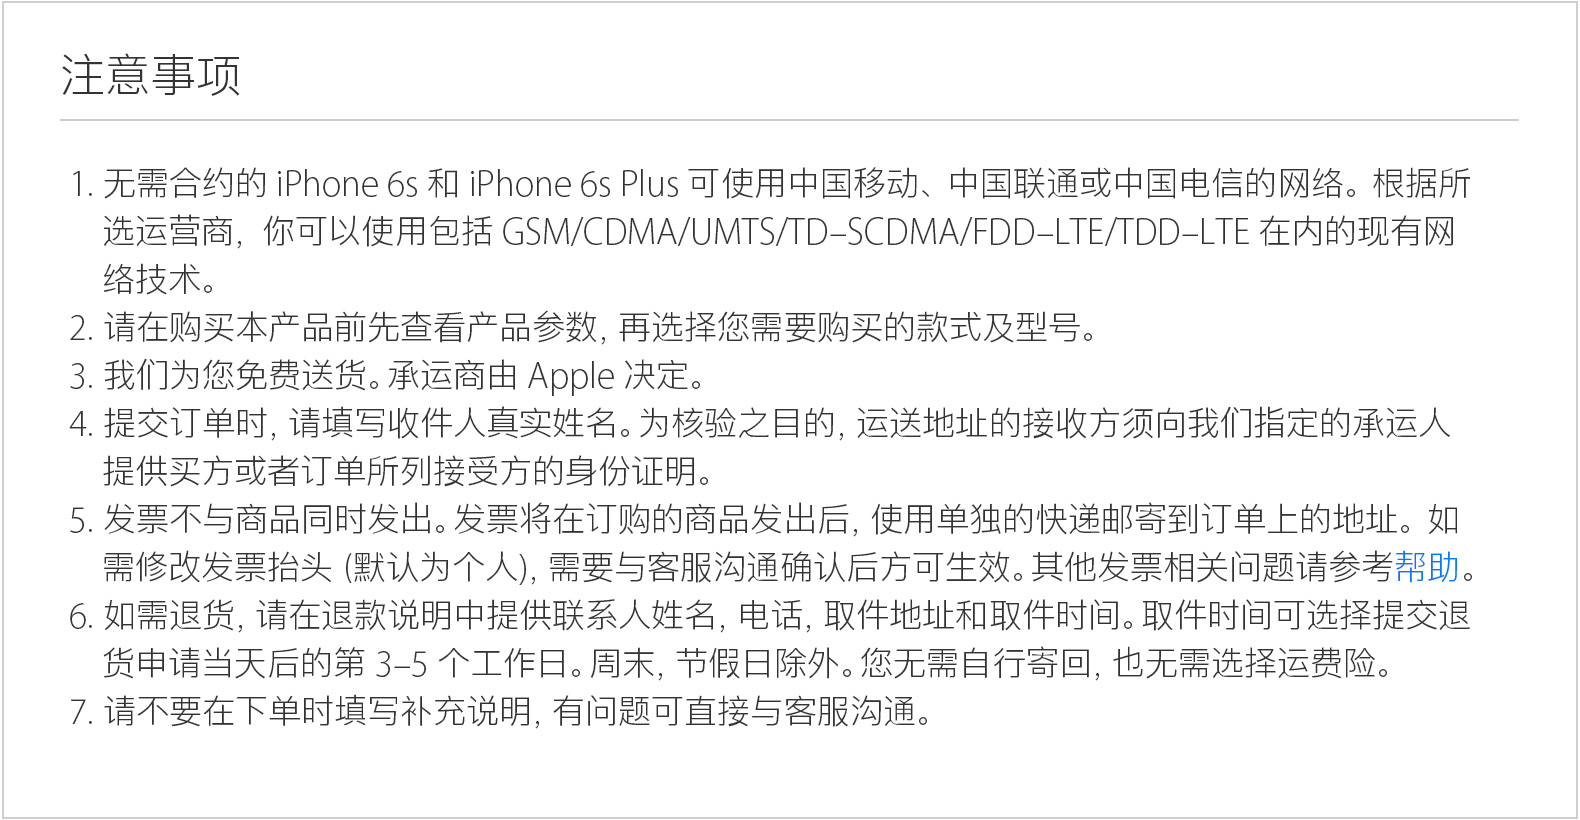 注意事项
1. 无需合约的 iPhone 6s 和 iPhone 6s Plus 可使用中国移动、中国联通或中国电信的网络。根据所
选运营商，你可以使用包括 GSM/CDMA/UMTS/TD–SCDMA/FDD–LTE/TDD–LTE 在内的现有网
络技术。
2. 请在购买本产品前先查看产品参数，再选择您需要购买的款式及型号。
3. 我们为您免费送货。承运商由 Apple 决定。
4. 提交订单时，请填写收件人真实姓名。为核验之目的，运送地址的接收方须向我们指定的承运人
提供买方或者订单所列接受方的身份证明。
5. 发票不与商品同时发出。发票将在订购的商品发出后，使用单独的快递邮寄到订单上的地址。如
需修改发票抬头 (默认为个人)，需要与客服沟通确认后方可生效。其他发票相关问题请参考帮助。
6. 如需退货，请在退款说明中提供联系人姓名，电话，取件地址和取件时间。取件时间可选择提交退
货申请当天后的第 3–5 个工作日。周末，节假日除外。您无需自行寄回，也无需选择运费险。
7. 请不要在下单时填写补充说明，有问题可直接与客服沟通。